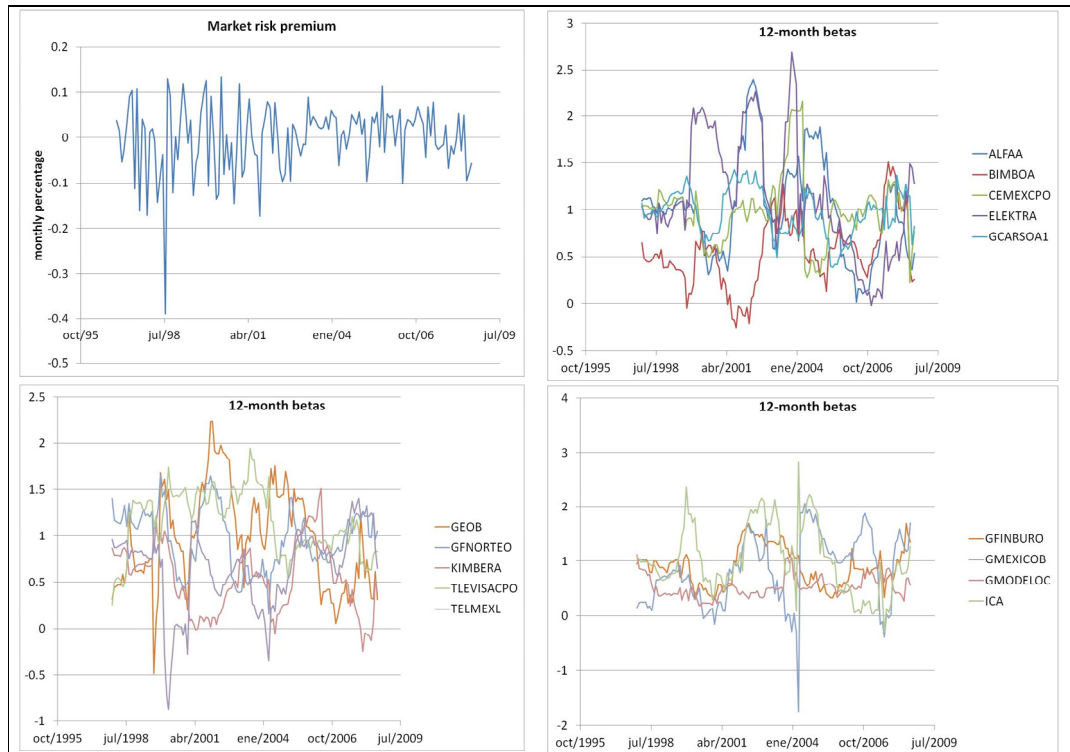 Market risk premium
monthly percentage
0.2
0.1
0
-0.1
-0.2
-0.3
-0.4
-0.5
oct/95
jul/98
abr/01
ene/04
oct/06
jul/09
12-month betas
3
2.5
2
1.5
1
0.5
0
-0.5
oct/1995
jul/1998
abr/2001
ene/2004
oct/2006
jul/2009
ALFAA
BIMBOA
CEMEXCPO
ELEKTRA
GCARSOA1
12-month betas
2.5
2
1.5
1
0.5
0
-0.5
-1
oct/1995
jul/1998
abr/2001
ene/2004
oct/2006
jul/2009
GEOB
GFNORTEO
KIMBERA
TLEVISACPO
TELMEXL
12-month betas
4
3
2
1
0
-1
-2
oct/1995
jul/1998
abr/2001
ene/2004
oct/2006
jul/2009
GFINBURO
GMEXICOB
GMODELOC
ICA